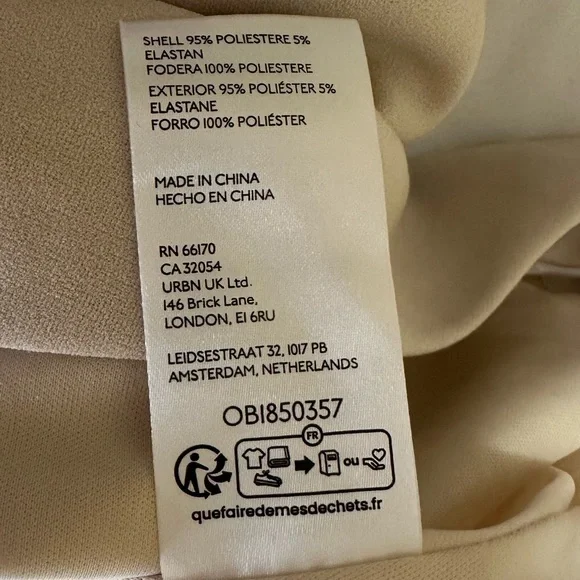 SHELL 95% POLIESTERE 5%
ELASTAN
FODERA 100% POLIESTERE
EXTERIOR 95% POLIÉSTER 5%
ELASTANE
FORRO 100% POLIÉSTER
MADE IN CHINA
HECHO EN CHINA
RN 66170
CA 32054
URBN UK Ltd.
146 Brick Lane,
LONDON, E1 6RU
LEIDSESTRAAT 32, 1017 PB
AMSTERDAM, NETHERLANDS
OB1850357
FR
ou
quefairedemesdechets.fr